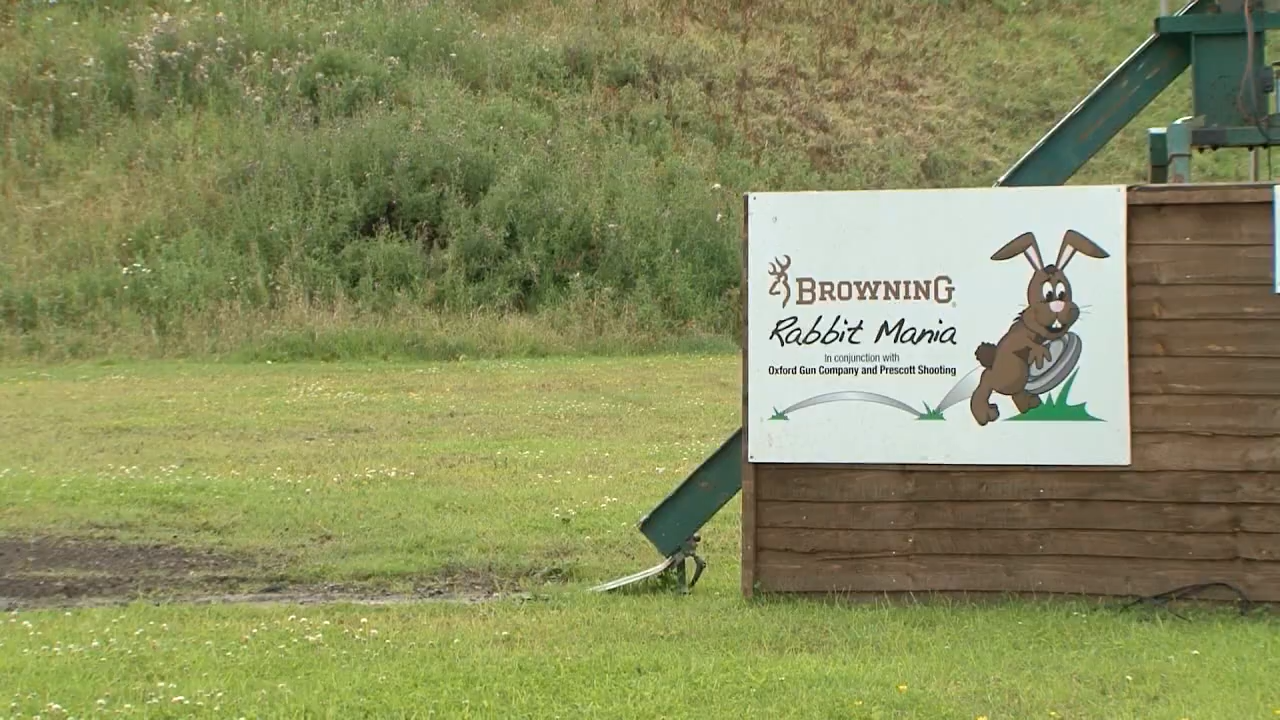 BROWNING
Rabbit Mania
In conjunction with
Oxford Gun Company and Prescott Shooting